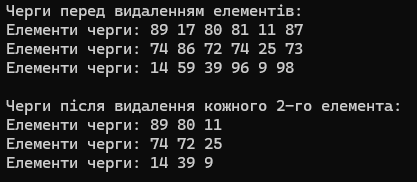 Черги перед видаленням елементів:
Елементи черги: 89 17 80 81 11 87
Елементи черги: 74 86 72 74 25 73
Елементи черги: 14 59 39 96 9 98
Черги після видалення кожного 2-го елемента:
Елементи черги: 89 80 11
Елементи черги: 74 72 25
Елементи черги: 14 39 9